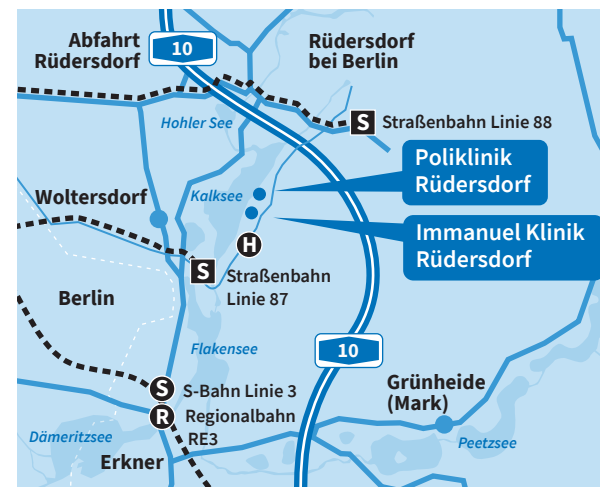 Abfahrt
Rüdersdorf
10
Rüdersdorf
bei Berlin
Hohler See
S
Straßenbahn Linie 88
Poliklinik
Rüdersdorf
Woltersdorf
Kalksee
Immanuel Klinik
Rüdersdorf
H
S
Straßenbahn
Linie 87
Berlin
Flakensee
10
S
S-Bahn Linie 3
Grünheide
(Mark)
R
Regionalbahn
RE3
Dämeritzsee
Peetzsee
Erkner